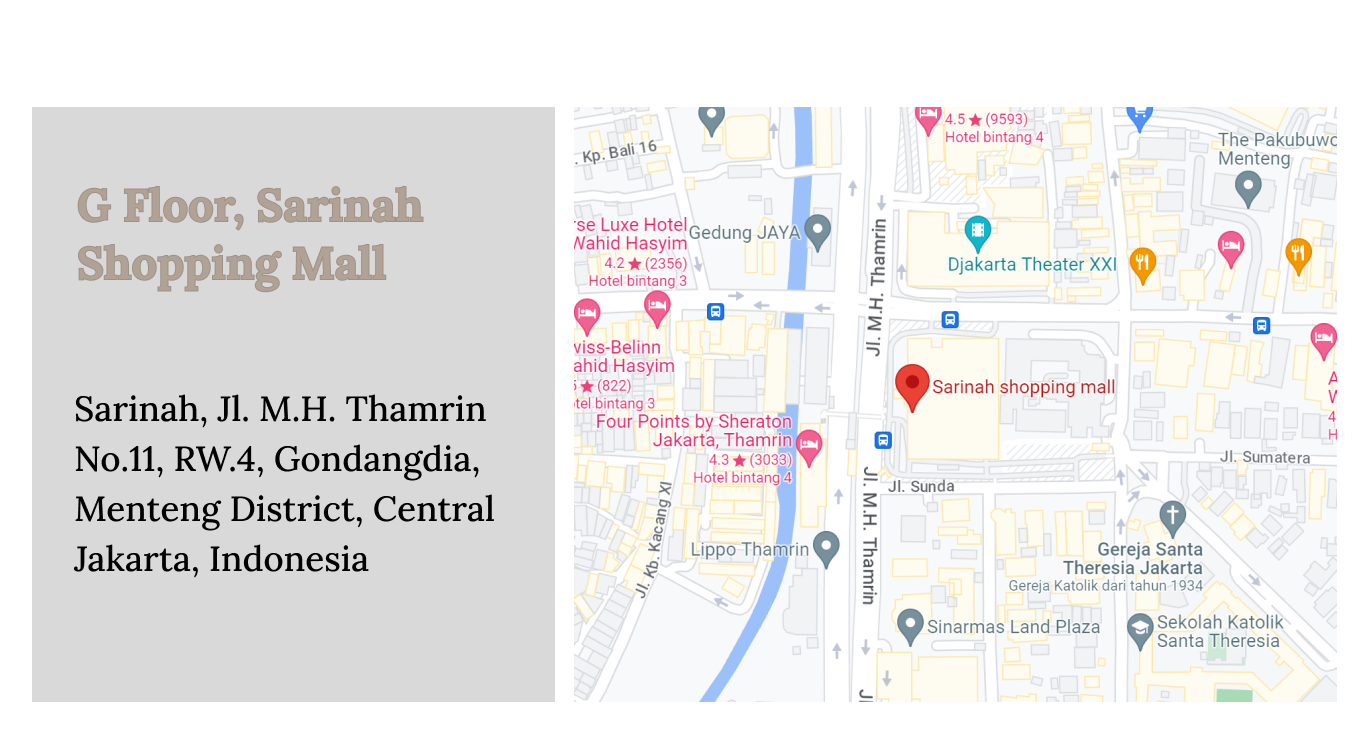 G Floor, Sarinah
Shopping Mall
Sarinah, Jl. M.H. Thamrin
No.11, RW.4, Gondangdia,
Menteng District, Central
Jakarta, Indonesia
4.5 ★ (9593)
Hotel bintang 4
. Kp. Bali 16
The Pakubuwo
Menteng
rse Luxe Hotel
Wahid Hasyim
4.2 ★ (2356)
Hotel bintang 3
Gedung JAYA
Jl. M.H. Thamrin
Djakarta Theater XXI
wiss-Belinn
ahid Hasyim
5 ★ (822)
tel bintang 3
Sarinah shopping mall
A
W
4
H
Four Points by Sheraton
Jakarta, Thamrin
4.3 ★ (3033)
Hotel bintang 4
Jl. Sumatera
Jl. Sunda
Jl. Kb. Kacang XI
Jl. M.H. Thamrin
Lippo Thamrin
Gereja Santa
Theresia Jakarta
Gereja Katolik dari tahun 1934
Sinarmas Land Plaza
Sekolah Katolik
Santa Theresia
Jl